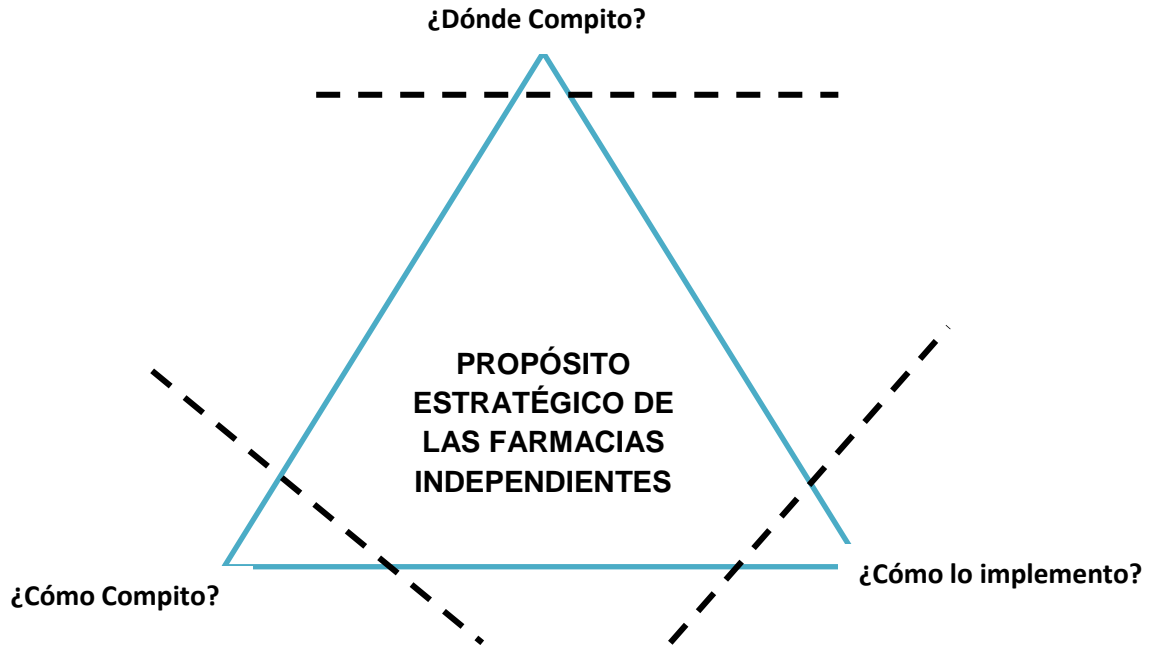 ¿Dónde Compito?
PROPÓSITO
ESTRATÉGICO DE
LAS FARMACIAS
INDEPENDIENTES
¿Cómo lo implemento?
¿Cómo Compito?